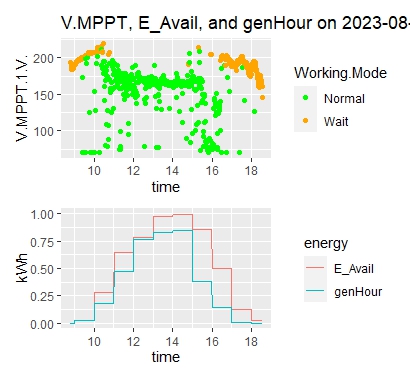 V.MPPT, E_Avail, and genHour on 2023-08-
V.MPPT.1.V.
200
150
100
10 12 14 16 18
time
Working.Mode
Normal
Wait
kWh
1.00
0.75
0.50
0.25
0.00
10 12 14 16 18
time
energy
E_Avail
genHour